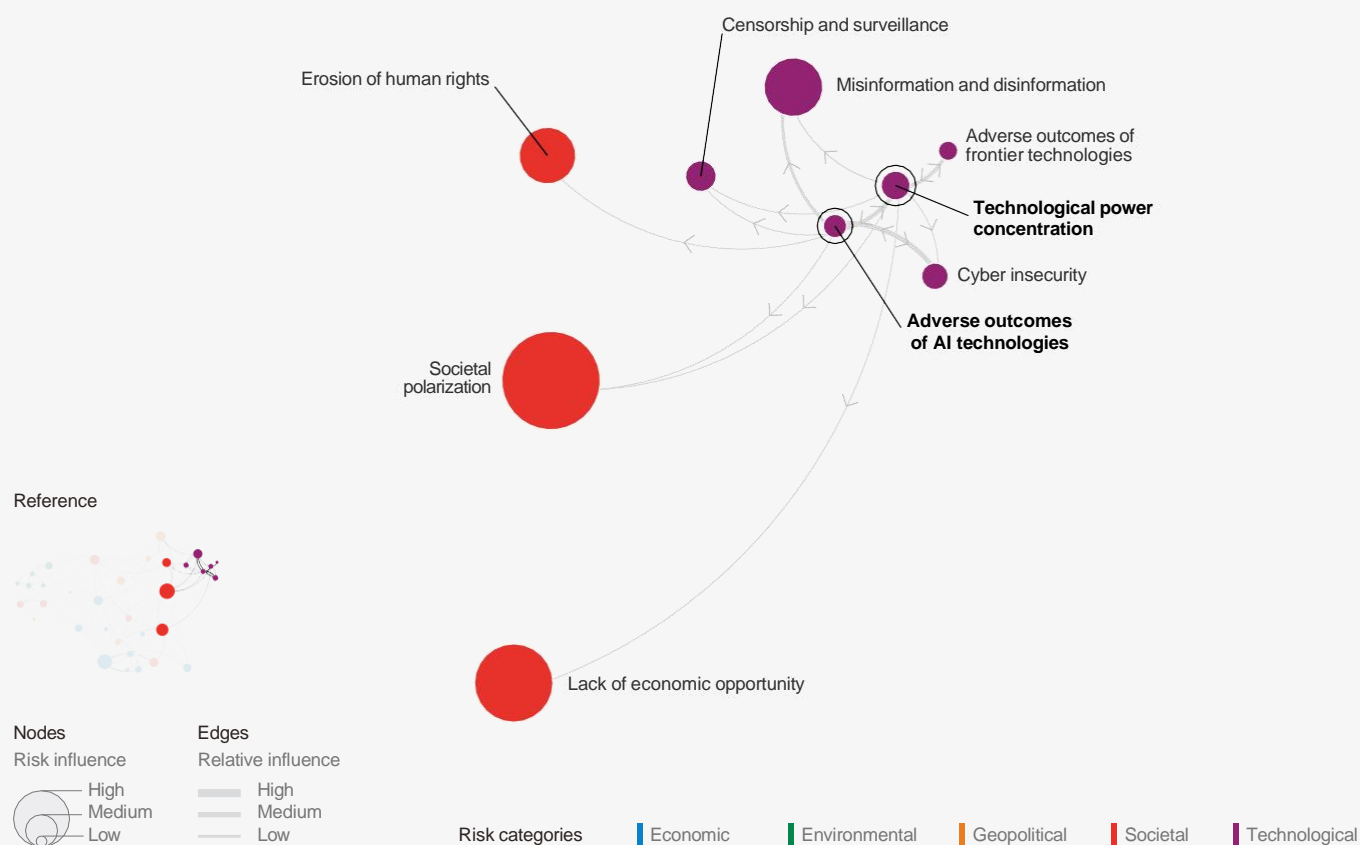 Censorship and surveillance
Erosion of human rights
Misinformation and disinformation
Adverse outcomes of
frontier technologies
Technological power
concentration
Cyber insecurity
Adverse outcomes
of AI technologies
Societal
polarization
Lack of economic opportunity
Reference
Nodes
Risk influence
High
Medium
Low
Edges
Relative influence
High
Medium
Low
Risk categories
Economic
Environmental
Geopolitical
Societal
Technological